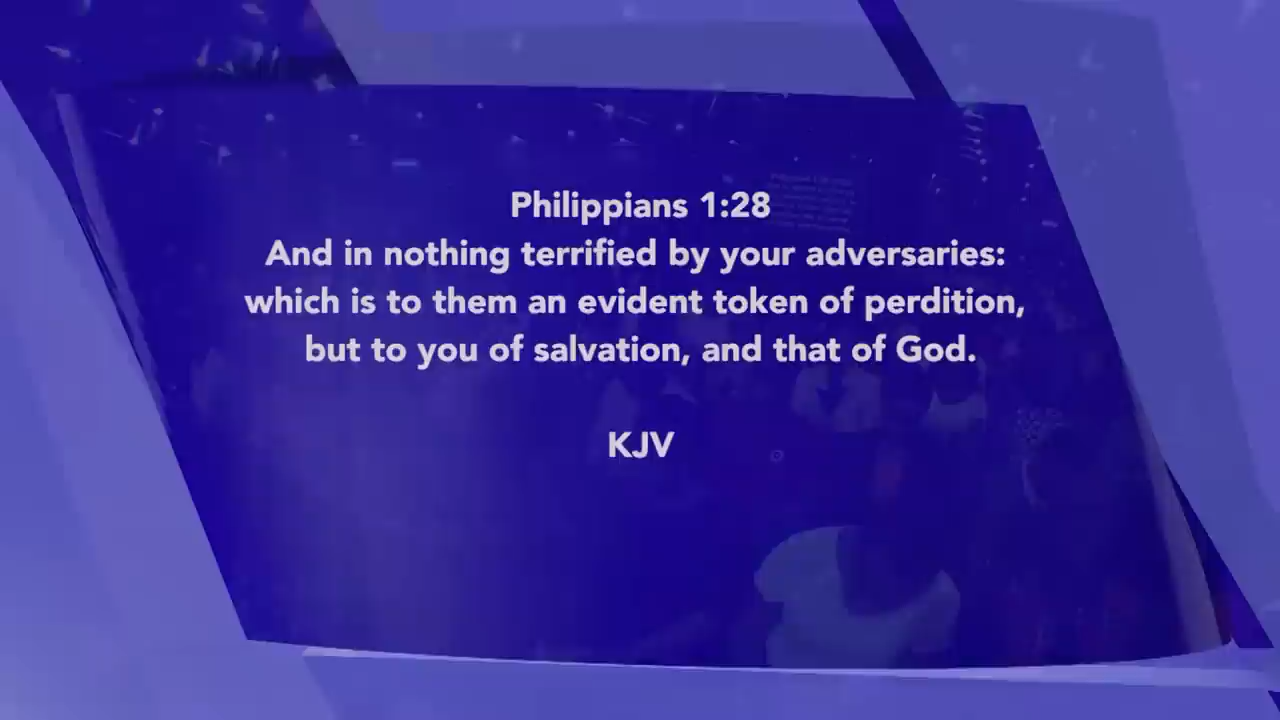 Philippians 1:28
And in nothing terrified by your adversaries:
which is to them an evident token of perdition,
but to you of salvation, and that of God.
KJV